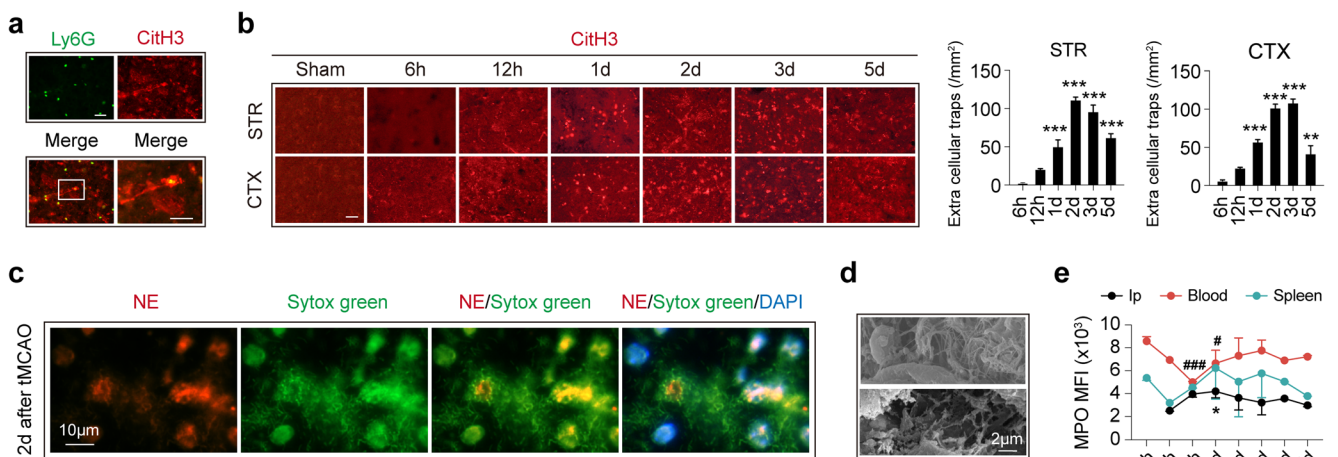 a
Ly6G CitH3
Merge Merge
b
CitH3
Sham 6h 12h 1d 2d 3d 5d
STR
CTX
STR
Extra cellular traps (/mm²)
150
100
50
0
*** *** *** ***
6h 12h 1d 2d 3d 5d
CTX
Extra cellular traps (/mm²)
150
100
50
0
*** *** *** **
6h 12h 1d 2d 3d 5d
c
NE Sytox green NE/Sytox green NE/Sytox green/DAPI
2d after tMCAO
10μm
d
2μm
e
Ip Blood Spleen
MPO MFI (x10³)
10
8
6
4
2
0
### #
*